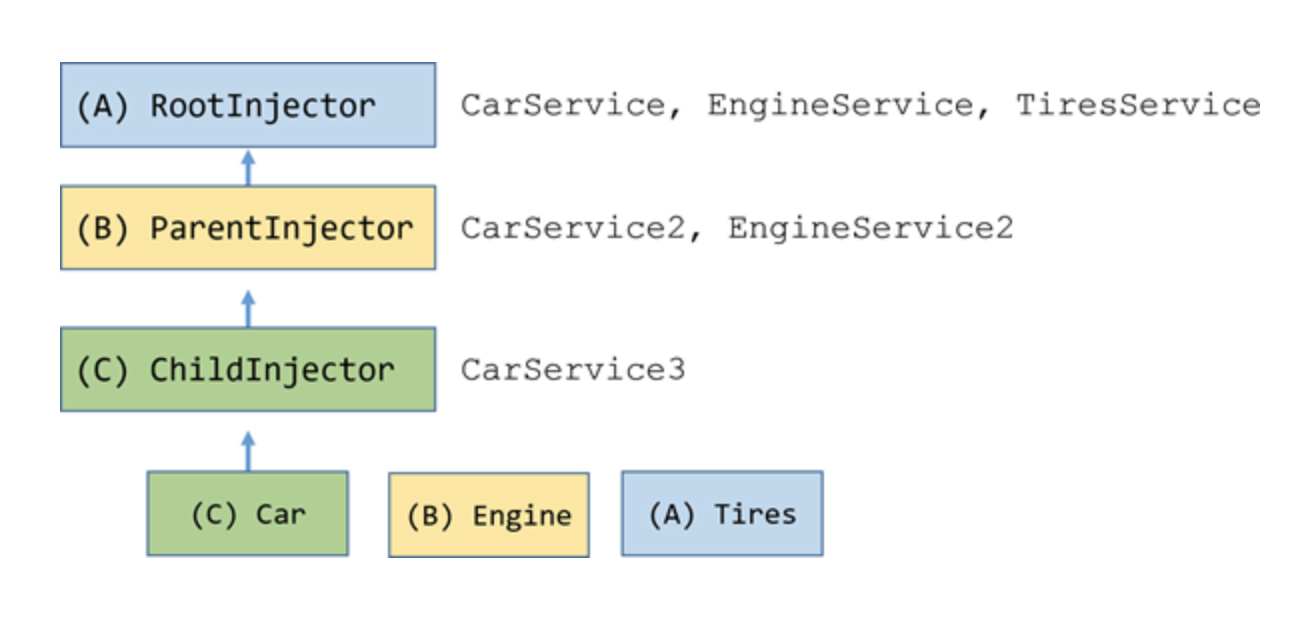 (A) RootInjector CarService, EngineService, TiresService
(B) ParentInjector CarService2, EngineService2
(C) ChildInjector CarService3
(C) Car (B) Engine (A) Tires